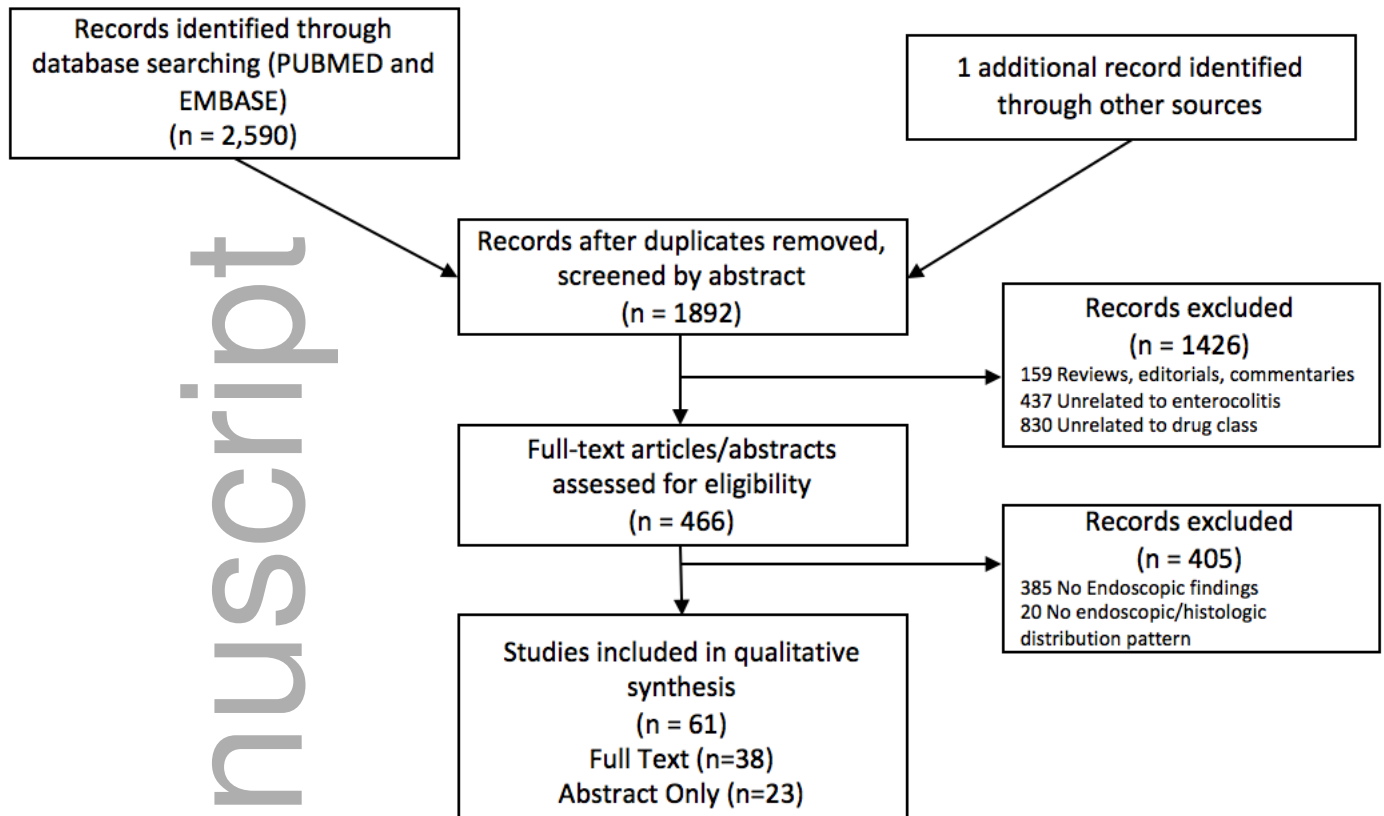 Records identified through
database searching (PUBMED and
EMBASE)
(n = 2,590)
1 additional record identified
through other sources
Records after duplicates removed,
screened by abstract
(n = 1892)
Records excluded
(n = 1426)
159 Reviews, editorials, commentaries
437 Unrelated to enterocolitis
830 Unrelated to drug class
Full-text articles/abstracts
assessed for eligibility
(n = 466)
Records excluded
(n = 405)
385 No Endoscopic findings
20 No endoscopic/histologic
distribution pattern
Studies included in qualitative
synthesis
(n = 61)
Full Text (n=38)
Abstract Only (n=23)
nuscript